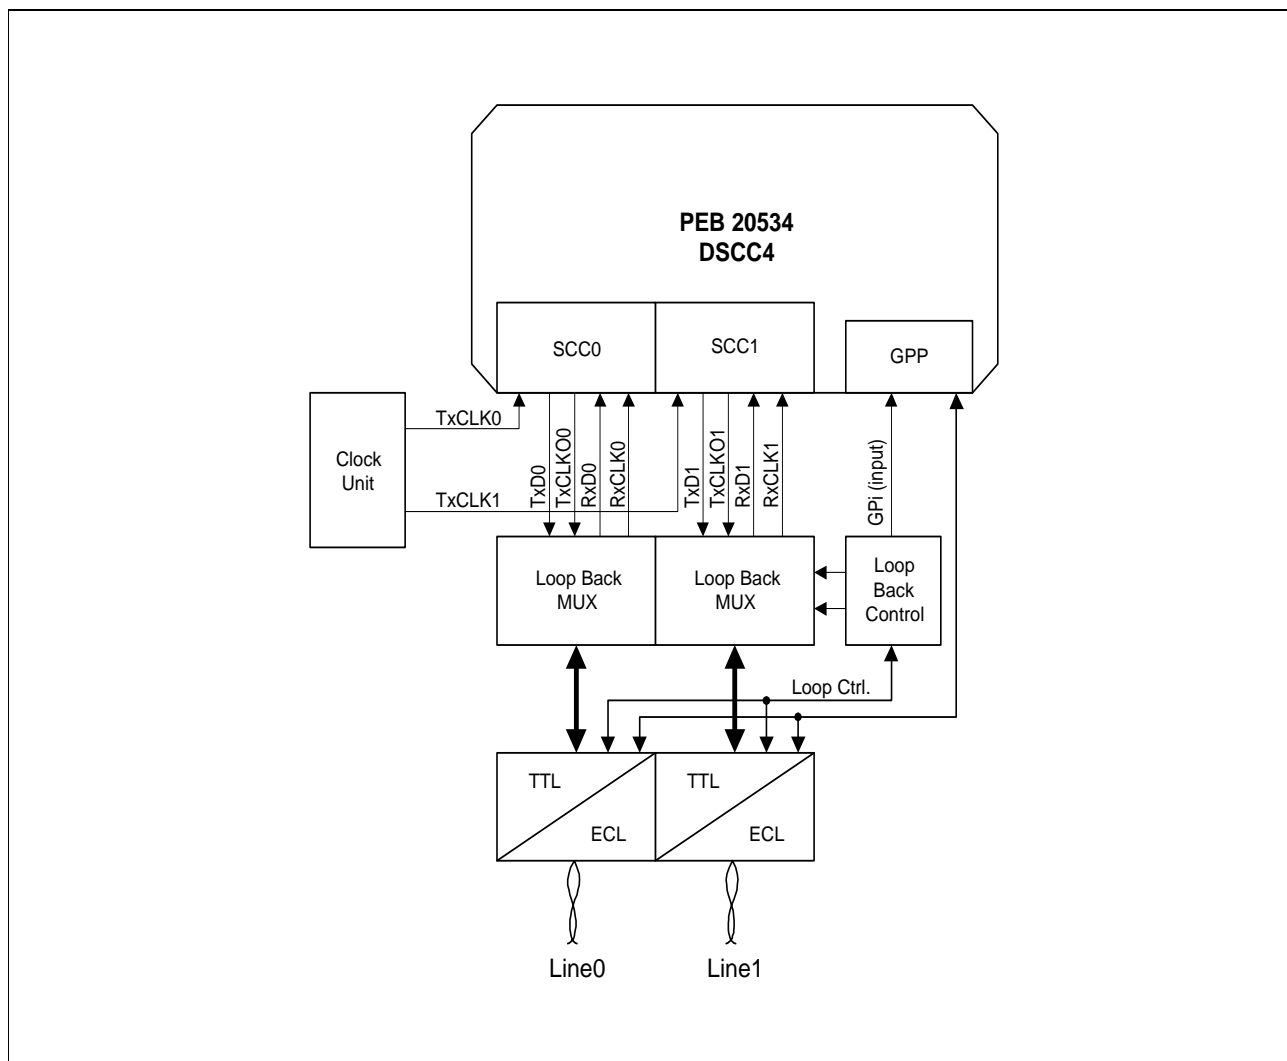 PEB 20534
DSCC4
SCC0
SCC1
GPP
TxCLK0
TxCLK1
Clock
Unit
TxD0
TxCLKO0
RxD0
RxCLK0
TxD1
TxCLKO1
RxD1
RxCLK1
GPi (input)
Loop Back
MUX
Loop Back
MUX
Loop
Back
Control
Loop Ctrl.
TTL
ECL
TTL
ECL
Line0
Line1